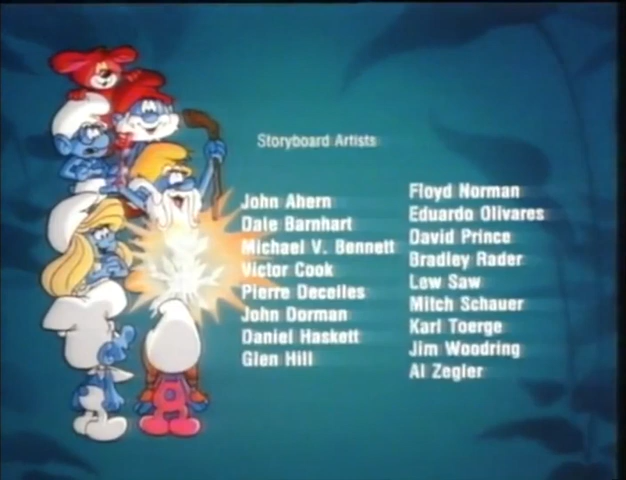 Storyboard Artists
John Ahern
Dale Barnhart
Michael V. Bennett
Victor Cook
Pierre Decelles
John Dorman
Daniel Haskett
Glen Hill
Floyd Norman
Eduardo Olivares
David Prince
Bradley Rader
Lew Saw
Mitch Schauer
Karl Toerge
Jim Woodring
Al Zegler